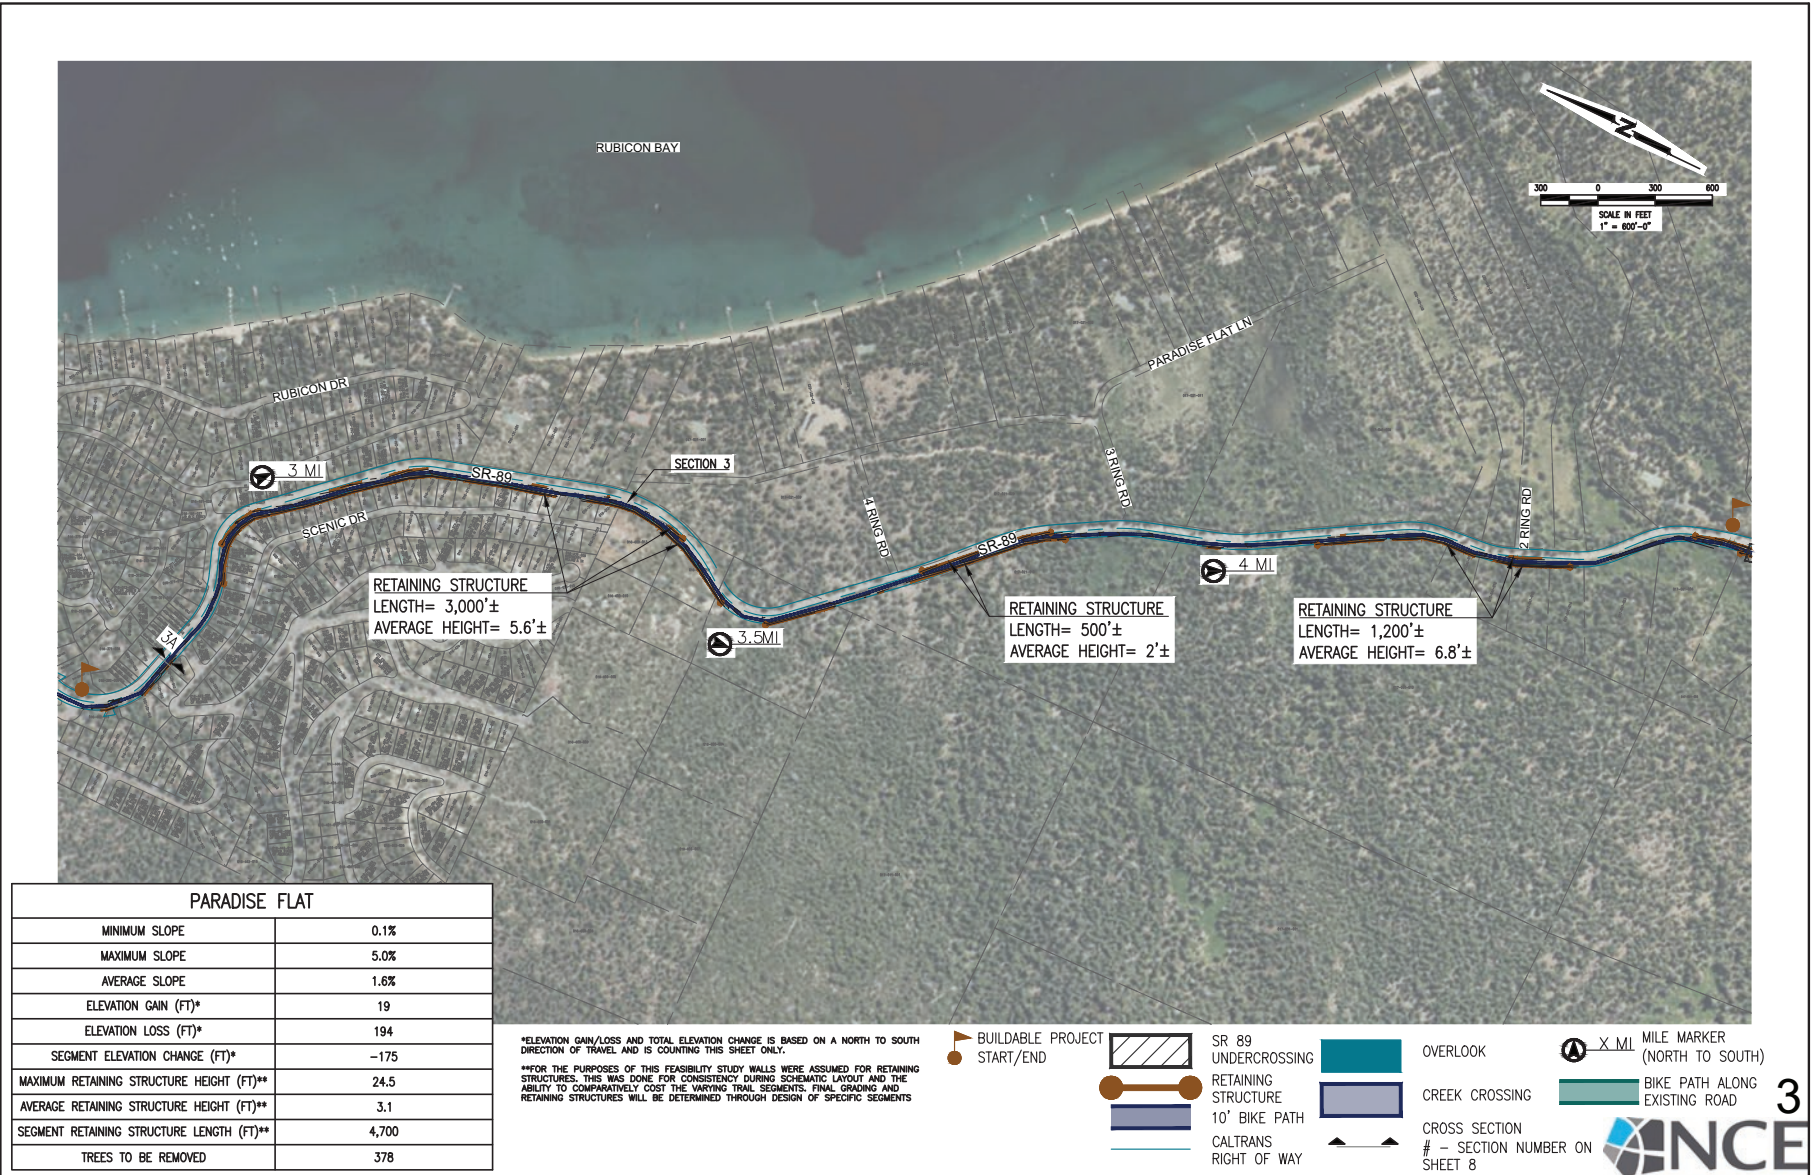 RUBICON BAY
N
300 0 300 600
SCALE IN FEET
1" = 600'-0"
RUBICON DR
PARADISE FLAT LN
3 MI
SR-89
SECTION 3
SCENIC DR
4 RING RD
3 RING RD
2 RING RD
SR-89
3A
3.5MI
4 MI
RETAINING STRUCTURE
LENGTH= 3,000'±
AVERAGE HEIGHT= 5.6'±
RETAINING STRUCTURE
LENGTH= 500'±
AVERAGE HEIGHT= 2'±
RETAINING STRUCTURE
LENGTH= 1,200'±
AVERAGE HEIGHT= 6.8'±
PARADISE FLAT
MINIMUM SLOPE 0.1%
MAXIMUM SLOPE 5.0%
AVERAGE SLOPE 1.6%
ELEVATION GAIN (FT)* 19
ELEVATION LOSS (FT)* 194
SEGMENT ELEVATION CHANGE (FT)* -175
MAXIMUM RETAINING STRUCTURE HEIGHT (FT)** 24.5
AVERAGE RETAINING STRUCTURE HEIGHT (FT)** 3.1
SEGMENT RETAINING STRUCTURE LENGTH (FT)** 4,700
TREES TO BE REMOVED 378
*ELEVATION GAIN/LOSS AND TOTAL ELEVATION CHANGE IS BASED ON A NORTH TO SOUTH
DIRECTION OF TRAVEL AND IS COUNTING THIS SHEET ONLY.
**FOR THE PURPOSES OF THIS FEASIBILITY STUDY WALLS WERE ASSUMED FOR RETAINING
STRUCTURES. THIS WAS DONE FOR CONSISTENCY DURING SCHEMATIC LAYOUT AND THE
ABILITY TO COMPARATIVELY COST THE VARYING TRAIL SEGMENTS. FINAL GRADING AND
RETAINING STRUCTURES WILL BE DETERMINED THROUGH DESIGN OF SPECIFIC SEGMENTS
BUILDABLE PROJECT
START/END
SR 89
UNDERCROSSING
RETAINING
STRUCTURE
10' BIKE PATH
CALTRANS
RIGHT OF WAY
OVERLOOK
CREEK CROSSING
CROSS SECTION
# - SECTION NUMBER ON
SHEET 8
X MI
MILE MARKER
(NORTH TO SOUTH)
BIKE PATH ALONG
EXISTING ROAD
3
NCE